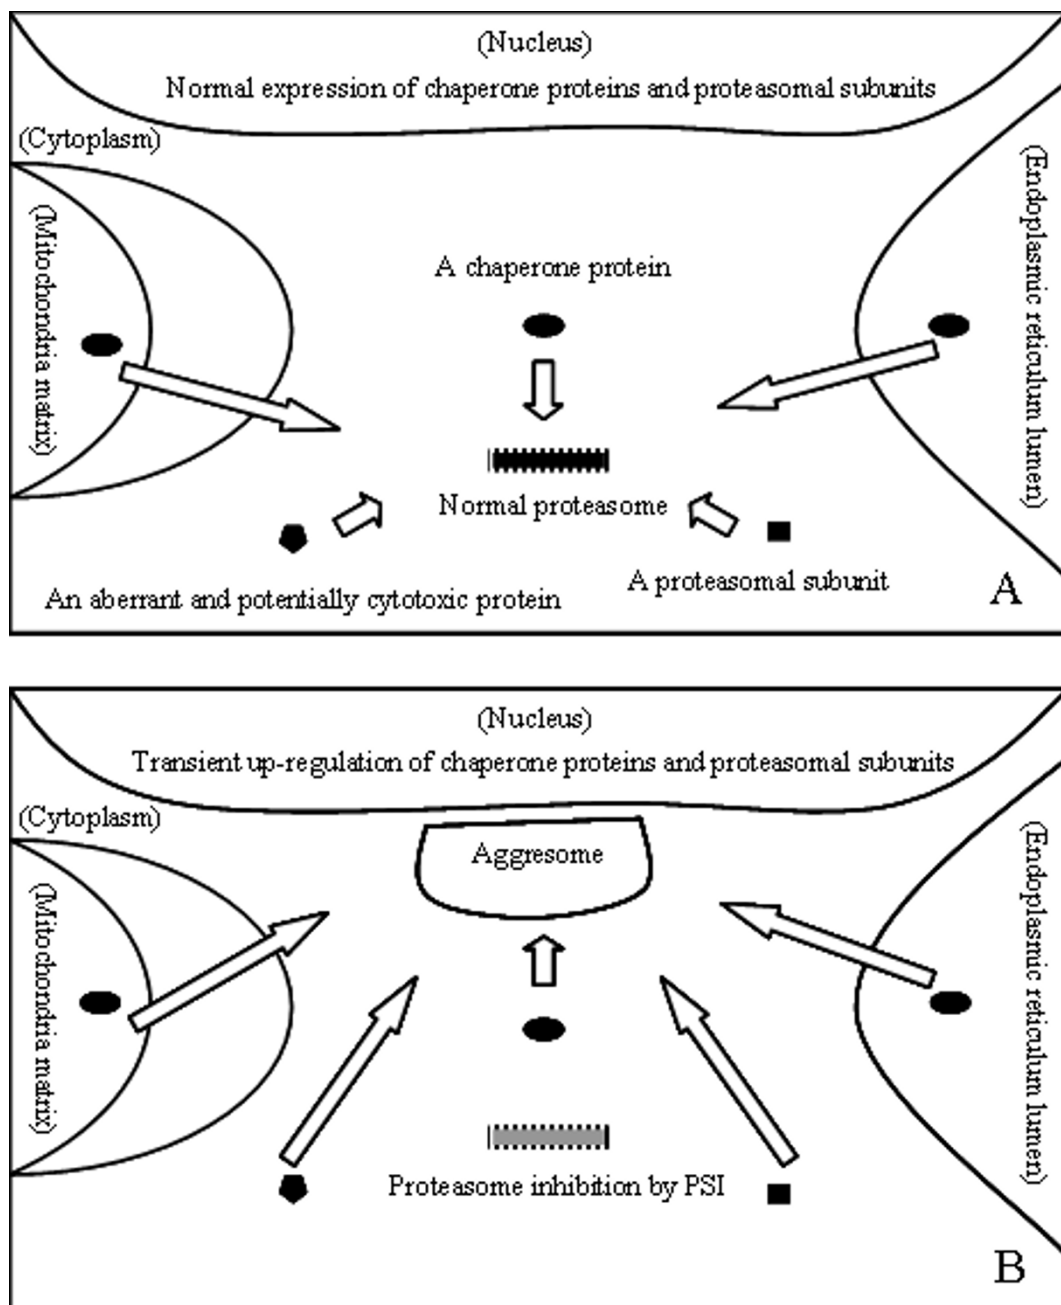 (Nucleus)
Normal expression of chaperone proteins and proteasomal subunits
(Cytoplasm)
(Mitochondria matrix)
(Endoplasmic reticulum lumen)
A chaperone protein
Normal proteasome
A proteasomal subunit
An aberrant and potentially cytotoxic protein
A
(Nucleus)
Transient up-regulation of chaperone proteins and proteasomal subunits
(Cytoplasm)
Aggresome
(Mitochondria matrix)
(Endoplasmic reticulum lumen)
Proteasome inhibition by PSI
B